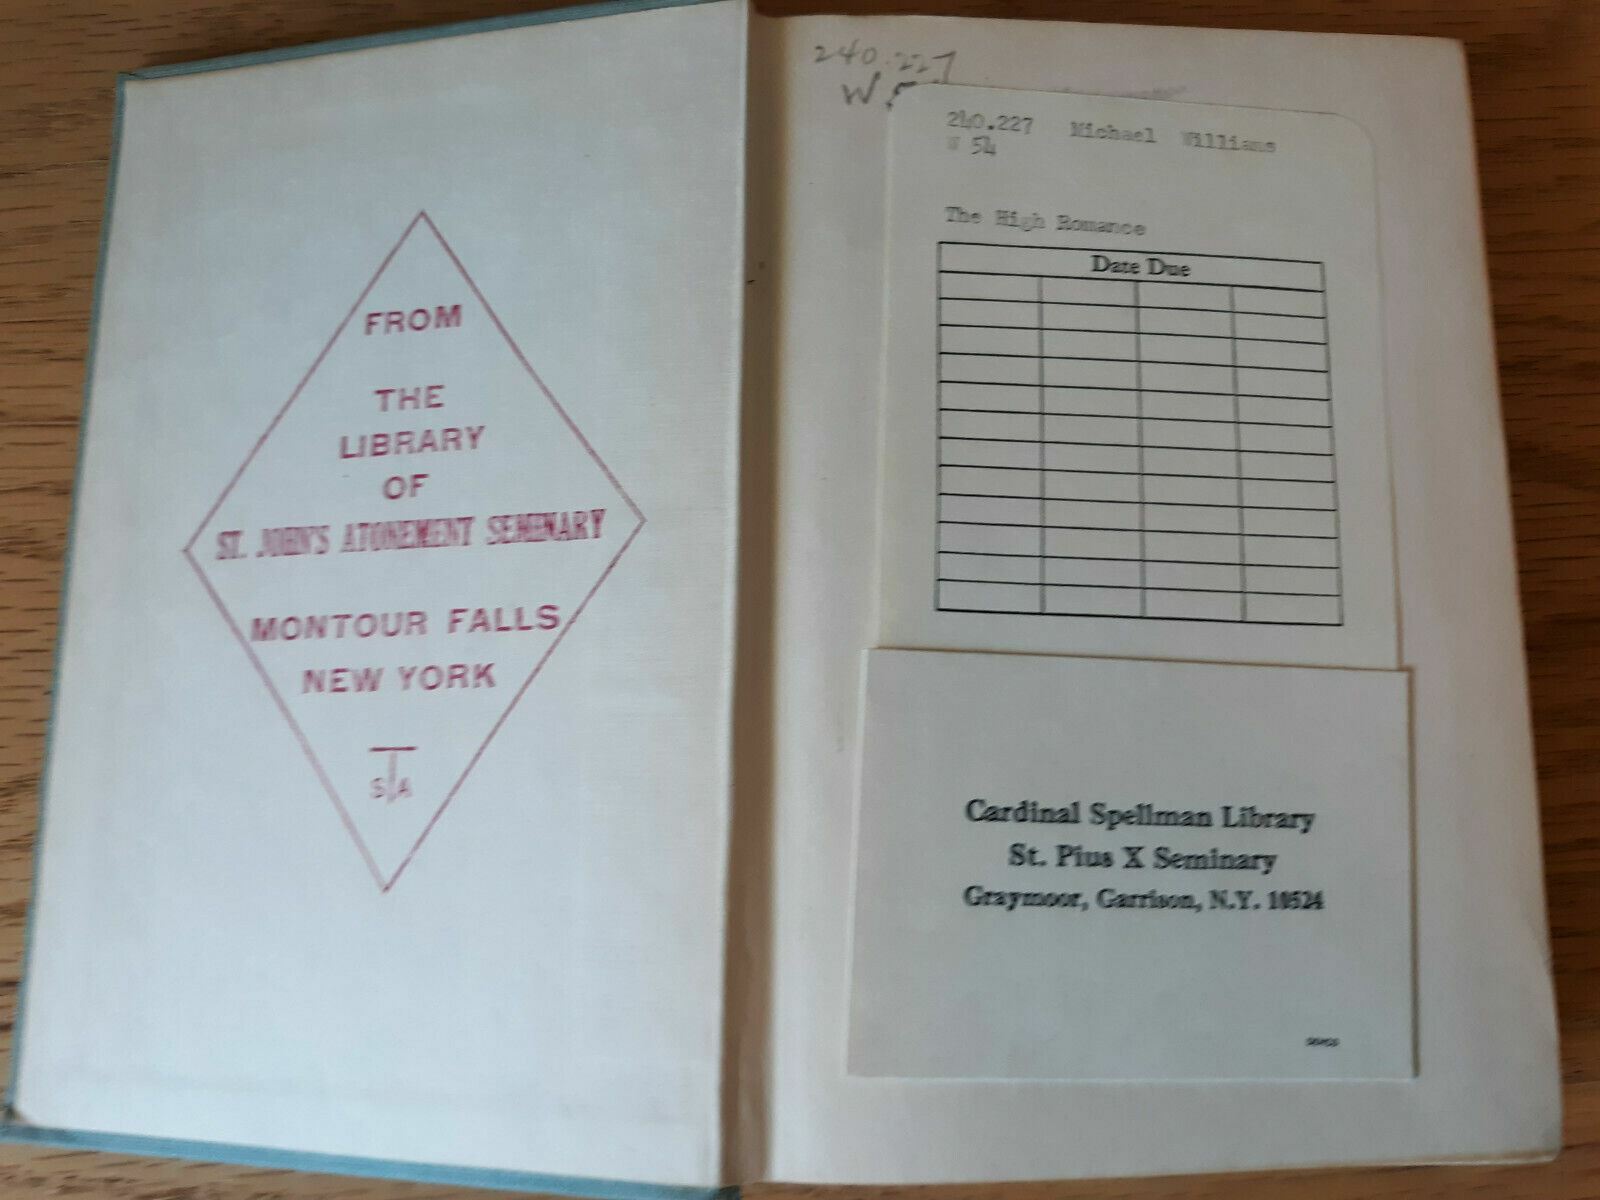 FROM
THE
LIBRARY
OF
ST. JOHN'S ATONEMENT SEMINARY
MONTOUR FALLS
NEW YORK
S A
240.227
W
240.227 Michael Williams
W 54
The High Romance
Date Due
Cardinal Spellman Library
St. Pius X Seminary
Graymoor, Garrison, N.Y. 10524